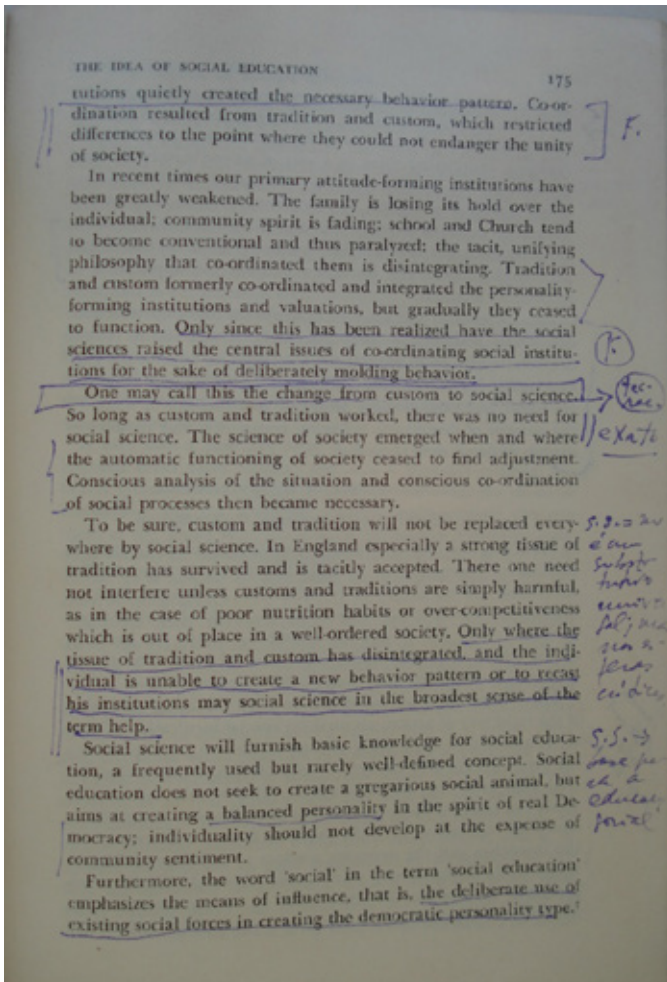 THE IDEA OF SOCIAL EDUCATION
175
tutions quietly created the necessary behavior pattern. Co-or-
dination resulted from tradition and custom, which restricted
differences to the point where they could not endanger the unity
of society.
F.
In recent times our primary attitude-forming institutions have
been greatly weakened. The family is losing its hold over the
individual; community spirit is fading; school and Church tend
to become conventional and thus paralyzed; the tacit, unifying
philosophy that co-ordinated them is disintegrating. Tradition
and custom formerly co-ordinated and integrated the personality-
forming institutions and valuations, but gradually they ceased
to function. Only since this has been realized have the social
sciences raised the central issues of co-ordinating social institu-
tions for the sake of deliberately molding behavior.
One may call this the change from custom to social science.
So long as custom and tradition worked, there was no need for
social science. The science of society emerged when and where
the automatic functioning of society ceased to find adjustment.
Conscious analysis of the situation and conscious co-ordination
of social processes then became necessary.
To be sure, custom and tradition will not be replaced every-
where by social science. In England especially a strong tissue of
tradition has survived and is tacitly accepted. There one need
not interfere unless customs and traditions are simply harmful,
as in the case of poor nutrition habits or over-competitiveness
which is out of place in a well-ordered society. Only where the
tissue of tradition and custom has disintegrated, and the indi-
vidual is unable to create a new behavior pattern or to recast
his institutions may social science in the broadest sense of the
term help.
Social science will furnish basic knowledge for social educa-
tion, a frequently used but rarely well-defined concept. Social
education does not seek to create a gregarious social animal, but
aims at creating a balanced personality in the spirit of real De-
mocracy; individuality should not develop at the expense of
community sentiment.
Furthermore, the word 'social' in the term 'social education'
emphasizes the means of influence, that is, the deliberate use of
existing social forces in creating the democratic personality type.